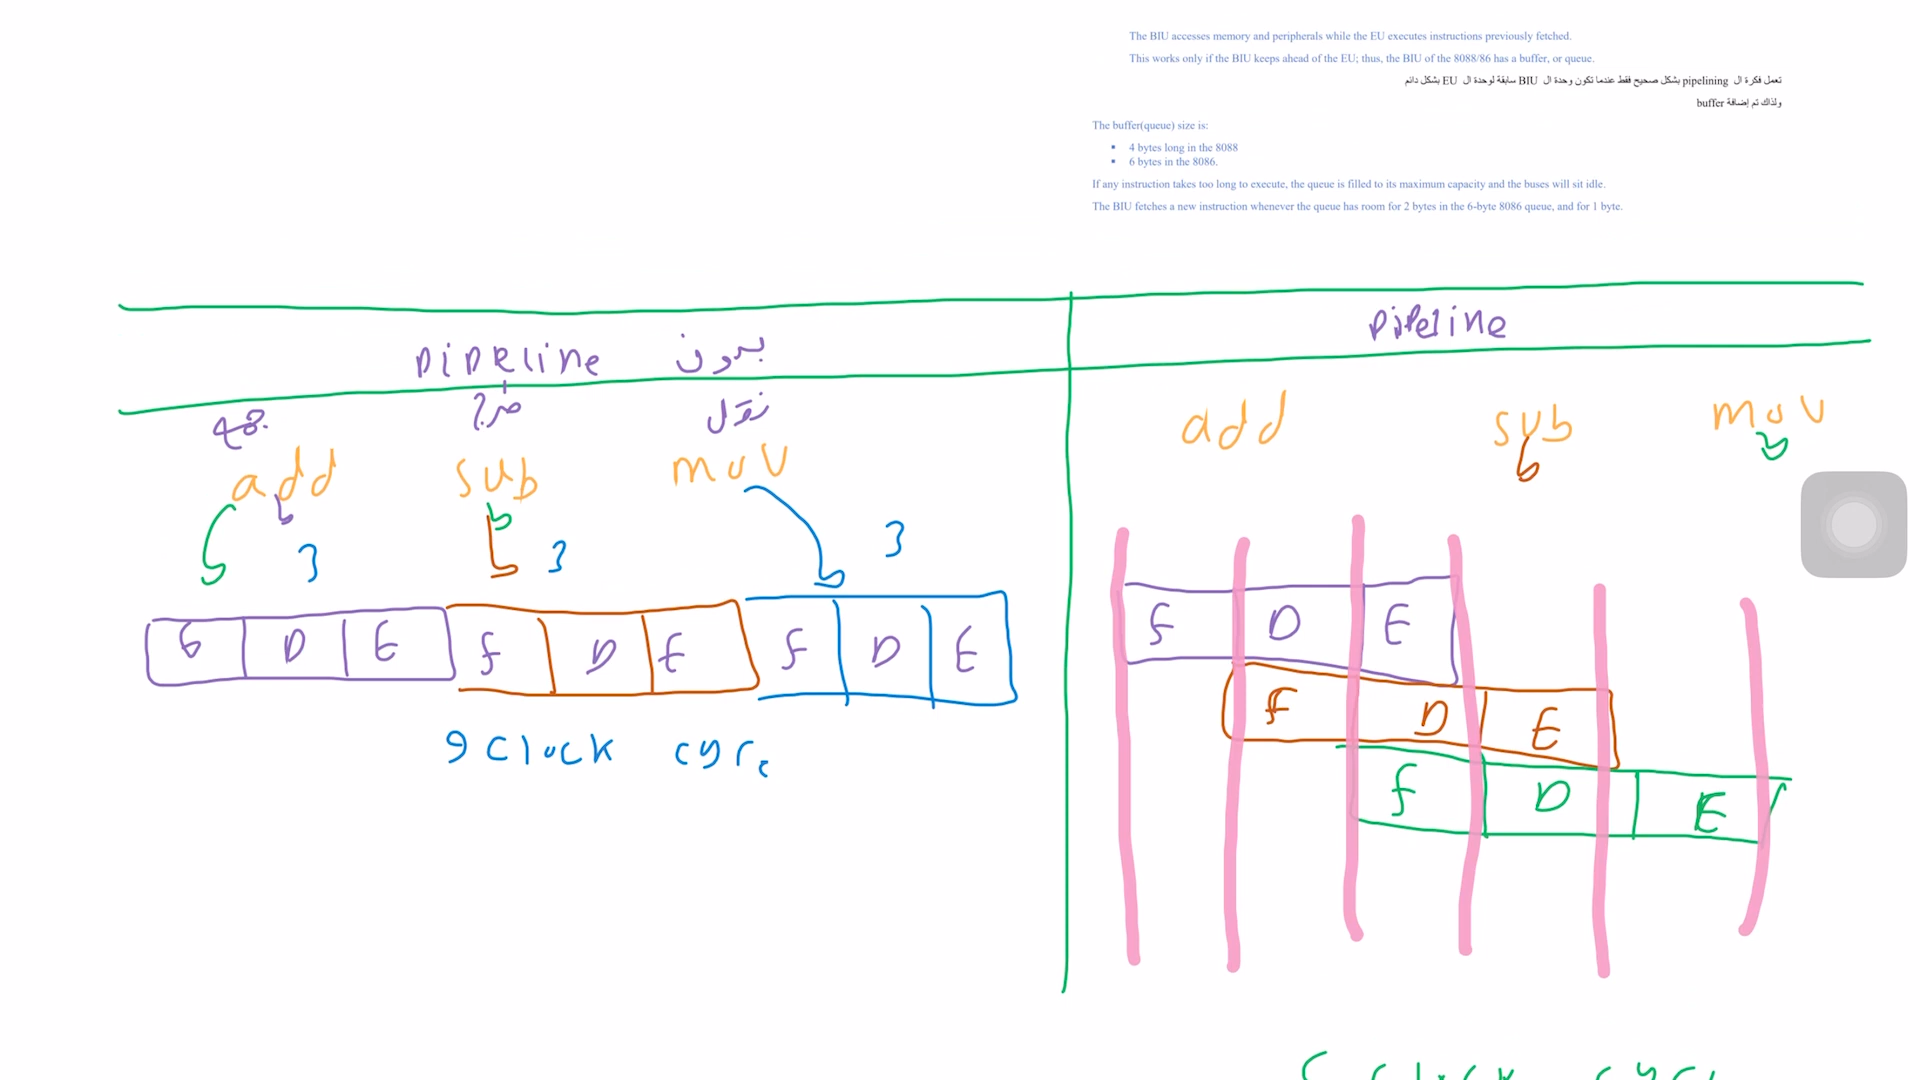 The BIU accesses memory and peripherals while the EU executes instructions previously fetched.
This works only if the BIU keeps ahead of the EU; thus, the BIU of the 8088/86 has a buffer, or queue.
تعمل فكرة ال pipelining بشكل صحيح فقط عندما تكون وحدة ال BIU سابقة لوحدة ال EU بشكل دائم
ولذاك تم إضافة buffer
The buffer(queue) size is:
• 4 bytes long in the 8088
• 6 bytes in the 8086.
If any instruction takes too long to execute, the queue is filled to its maximum capacity and the buses will sit idle.
The BIU fetches a new instruction whenever the queue has room for 2 bytes in the 6-byte 8086 queue, and for 1 byte.
بدون pipeline
نقل
add sub mov
3 3 3
D E F D E F D E
9 clock
pipeline
add sub mov
F D E
F D E
F D E